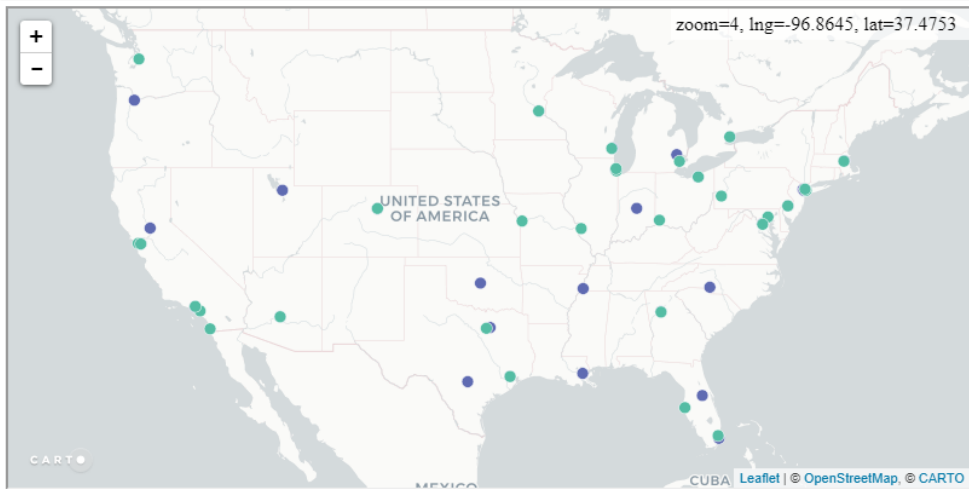 +
zoom=4, lng=-96.8645, lat=37.4753
−
UNITED STATES
OF AMERICA
CARTO
MEXICO
CUBA
Leaflet | © OpenStreetMap, © CARTO